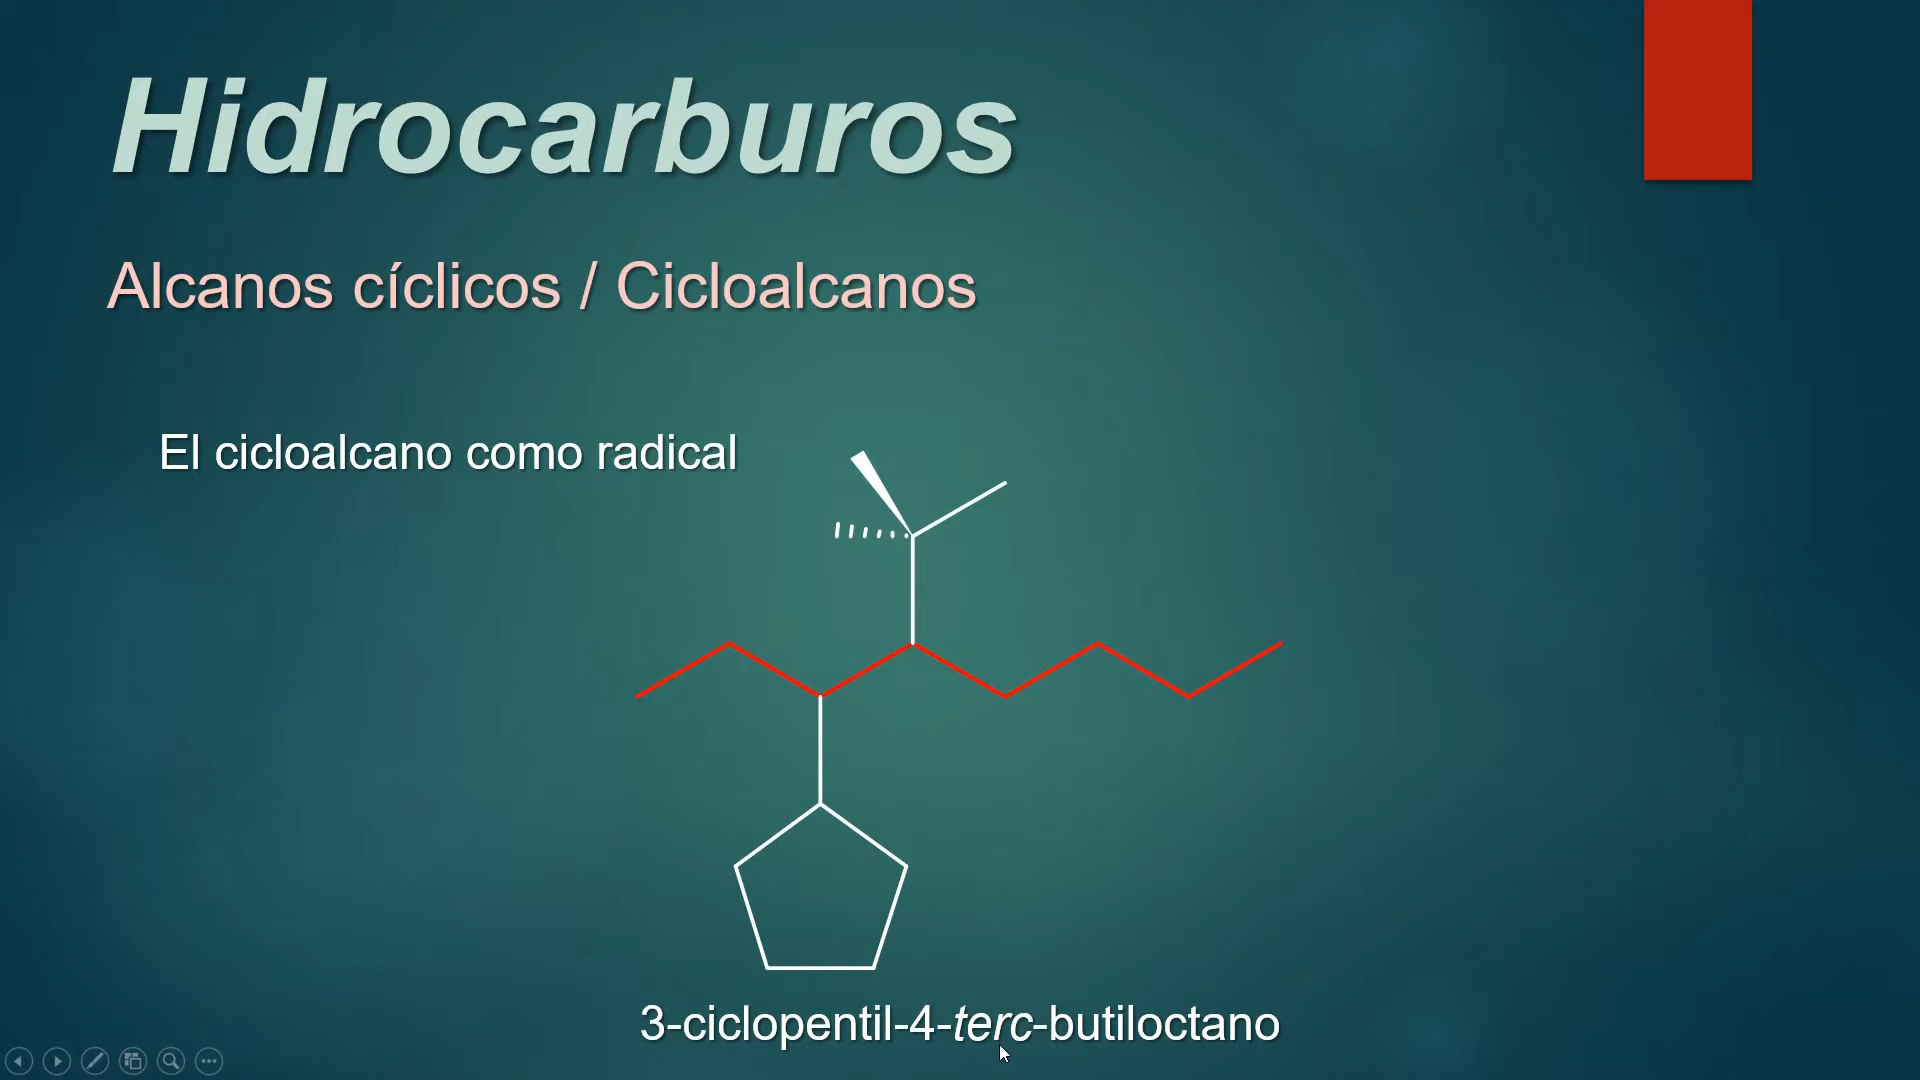 Hidrocarburos
Alcanos cíclicos / Cicloalcanos
El cicloalcano como radical
3-ciclopentil-4-terc-butiloctano